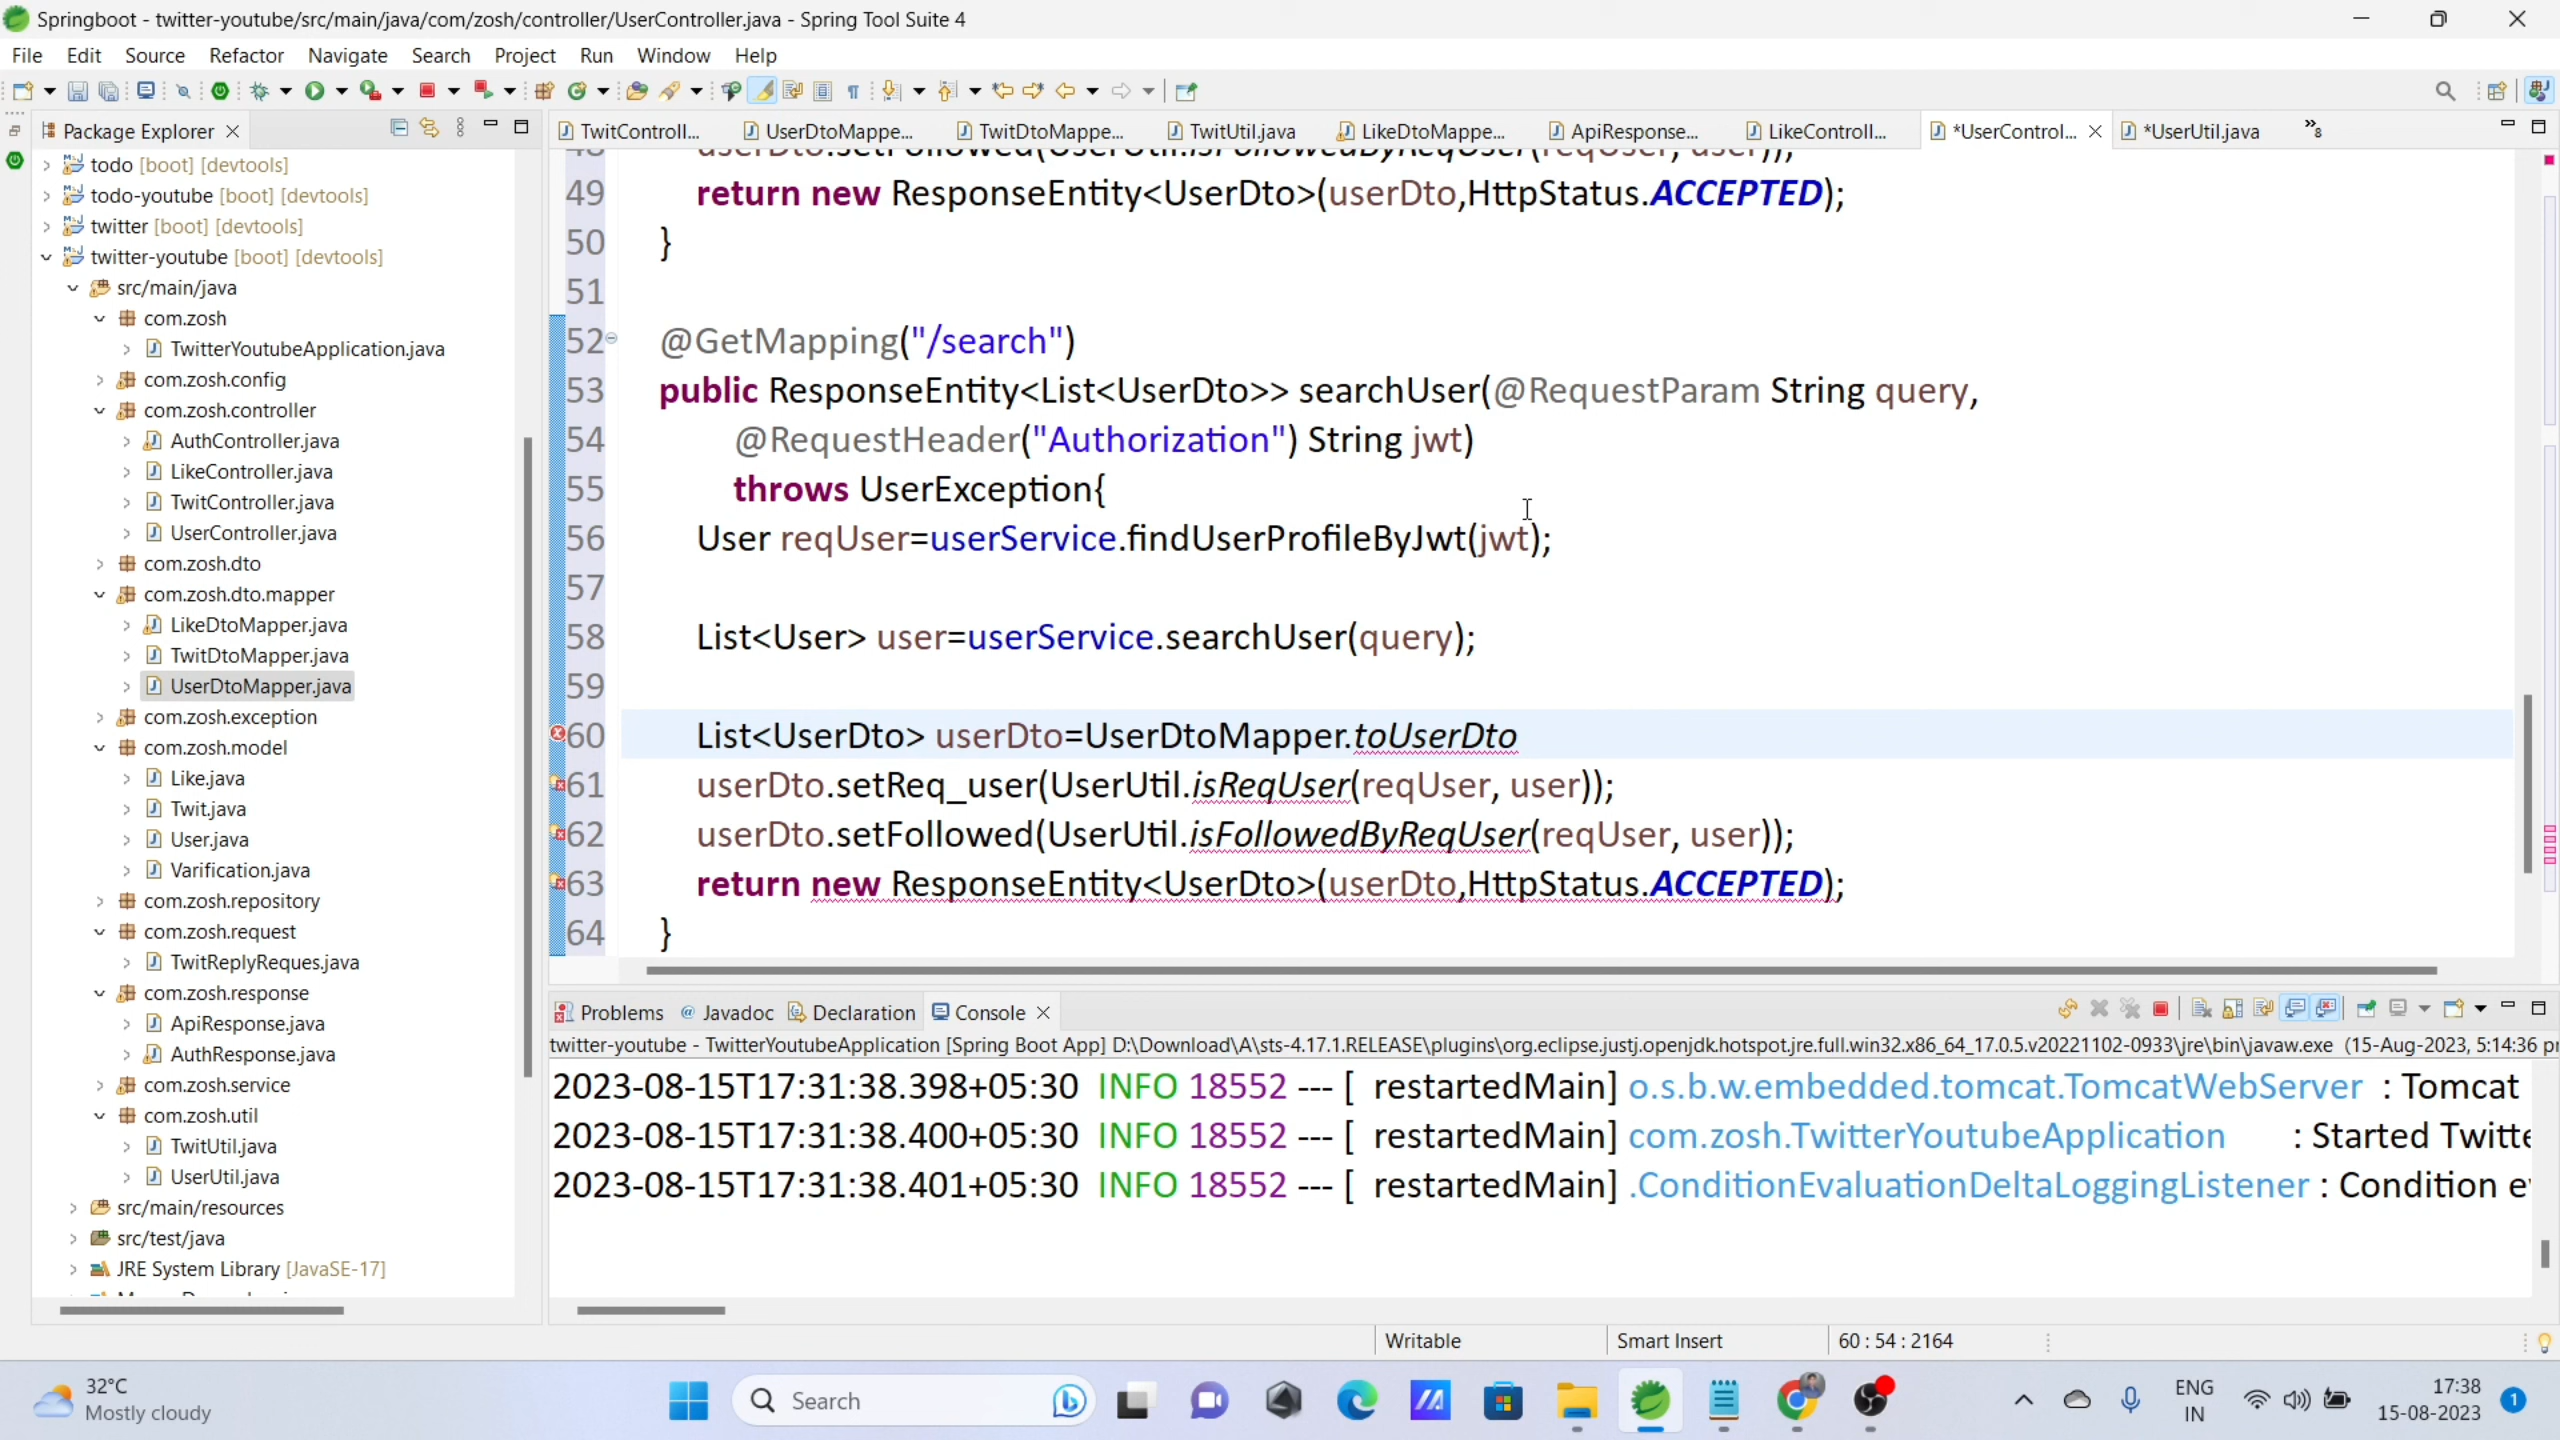 Springboot - twitter-youtube/src/main/java/com/zosh/controller/UserController.java - Spring Tool Suite 4
File Edit Source Refactor Navigate Search Project Run Window Help
Package Explorer
TwitControll... UserDtoMappe... TwitDtoMappe... TwitUtil.java LikeDtoMappe... ApiResponse... LikeControll... *UserControl... *UserUtil.java »8
todo [boot] [devtools]
todo-youtube [boot] [devtools]
twitter [boot] [devtools]
twitter-youtube [boot] [devtools]
src/main/java
com.zosh
TwitterYoutubeApplication.java
com.zosh.config
com.zosh.controller
AuthController.java
LikeController.java
TwitController.java
UserController.java
com.zosh.dto
com.zosh.dto.mapper
LikeDtoMapper.java
TwitDtoMapper.java
UserDtoMapper.java
com.zosh.exception
com.zosh.model
Like.java
Twit.java
User.java
Varification.java
com.zosh.repository
com.zosh.request
TwitReplyReques.java
com.zosh.response
ApiResponse.java
AuthResponse.java
com.zosh.service
com.zosh.util
TwitUtil.java
UserUtil.java
src/main/resources
src/test/java
JRE System Library [JavaSE-17]
48 userDto.setFollowed(UserUtil.isFollowedByReqUser(reqUser, user));
49 return new ResponseEntity<UserDto>(userDto,HttpStatus.ACCEPTED);
50 }
51
52 @GetMapping("/search")
53 public ResponseEntity<List<UserDto>> searchUser(@RequestParam String query,
54 @RequestHeader("Authorization") String jwt)
55 throws UserException{
56 User reqUser=userService.findUserProfileByJwt(jwt);
57
58 List<User> user=userService.searchUser(query);
59
60 List<UserDto> userDto=UserDtoMapper.toUserDto
61 userDto.setReq_user(UserUtil.isReqUser(reqUser, user));
62 userDto.setFollowed(UserUtil.isFollowedByReqUser(reqUser, user));
63 return new ResponseEntity<UserDto>(userDto,HttpStatus.ACCEPTED);
64 }
Problems Javadoc Declaration Console
twitter-youtube - TwitterYoutubeApplication [Spring Boot App] D:\Download\A\sts-4.17.1.RELEASE\plugins\org.eclipse.justj.openjdk.hotspot.jre.full.win32.x86_64_17.0.5.v20221102-0933\jre\bin\javaw.exe (15-Aug-2023, 5:14:36 p
2023-08-15T17:31:38.398+05:30 INFO 18552 --- [ restartedMain] o.s.b.w.embedded.tomcat.TomcatWebServer : Tomcat
2023-08-15T17:31:38.400+05:30 INFO 18552 --- [ restartedMain] com.zosh.TwitterYoutubeApplication : Started Twitte
2023-08-15T17:31:38.401+05:30 INFO 18552 --- [ restartedMain] .ConditionEvaluationDeltaLoggingListener : Condition e
Writable Smart Insert 60 : 54 : 2164
32°C
Mostly cloudy
Search
ENG
IN
17:38
15-08-2023
1